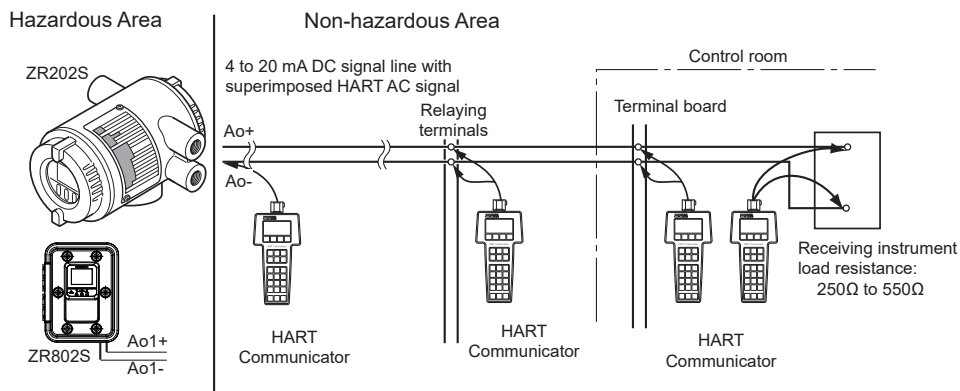 Hazardous Area
Non-hazardous Area
ZR202S
4 to 20 mA DC signal line with
superimposed HART AC signal
Control room
Relaying
terminals
Terminal board
Ao+
Ao-
Receiving instrument
load resistance:
250Ω to 550Ω
ZR802S
Ao1+
Ao1-
HART
Communicator
HART
Communicator
HART
Communicator